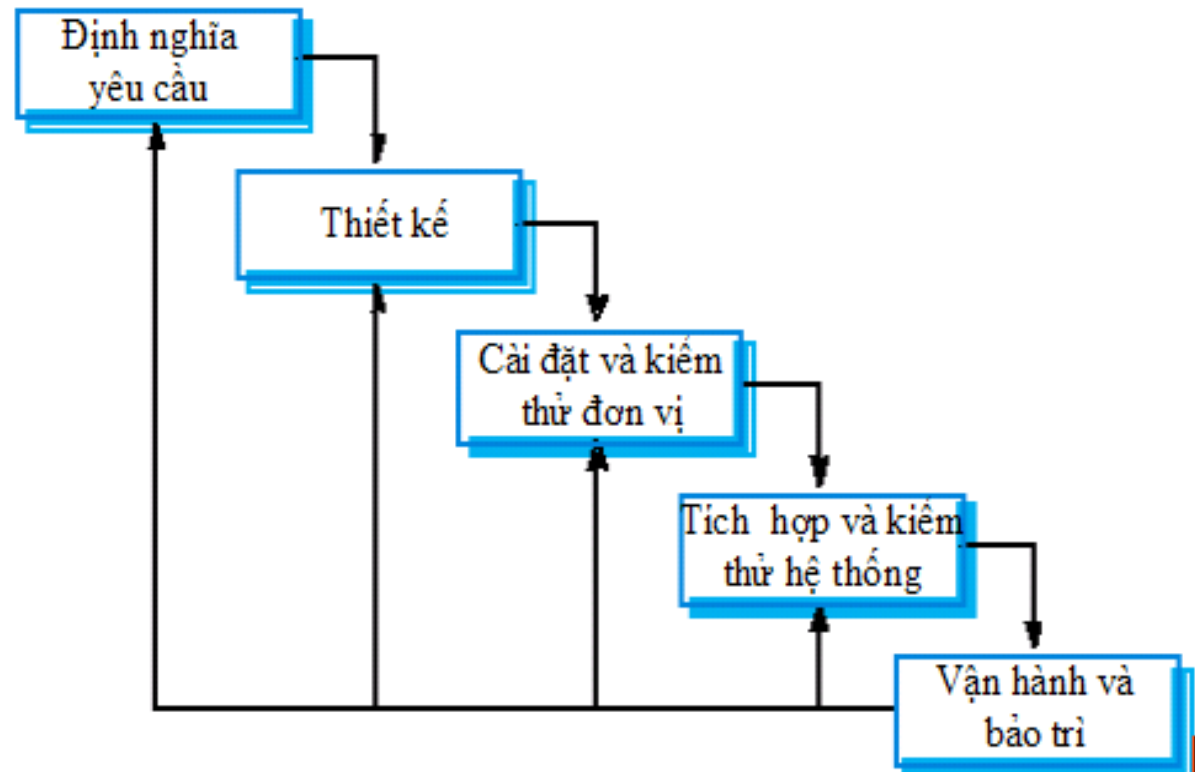 Định nghĩa
yêu cầu
Thiết kế
Cài đặt và kiểm
thử đơn vị
Tích hợp và kiểm
thử hệ thống
Vận hành và
bảo trì